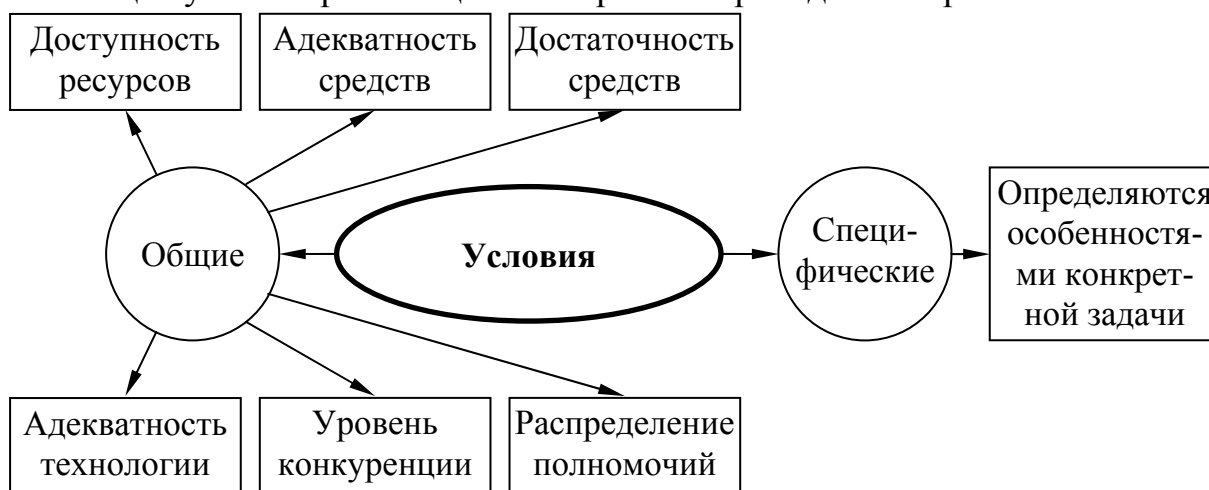 Доступность
ресурсов
Адекватность
средств
Достаточность
средств
Общие
Условия
Специ-
фические
Определяются
особенностя-
ми конкрет-
ной задачи
Адекватность
технологии
Уровень
конкуренции
Распределение
полномочий